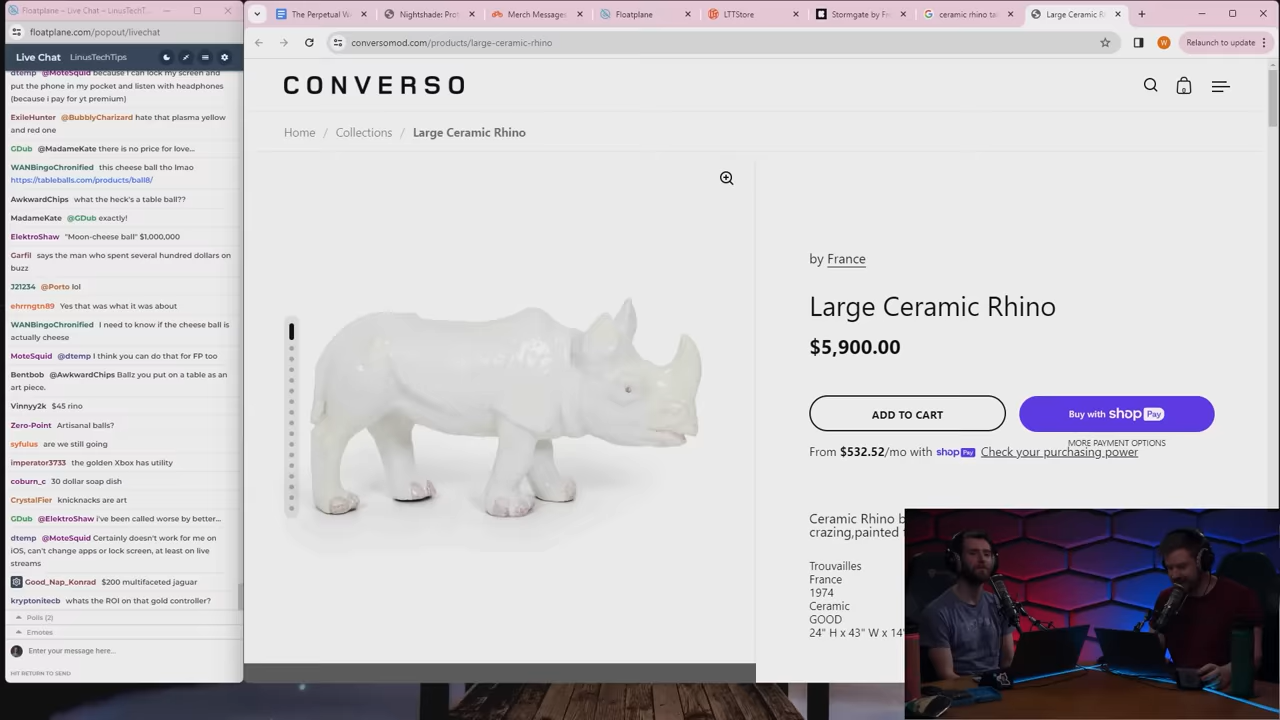 Floatplane – Live Chat – LinusTechT...
floatplane.com/popout/livechat
Live Chat LinusTechTips
dtemp @MoteSquid because I can lock my screen and
put the phone in my pocket and listen with headphones
(because i pay for yt premium)
ExileHunter @BubblyCharizard hate that plasma yellow
and red one
GDub @MadameKate there is no price for love...
WANBingoChronified this cheese ball tho lmao
https://tableballs.com/products/ball8/
AwkwardChips what the heck's a table ball??
MadameKate @GDub exactly!
ElektroShaw "Moon-cheese ball" $1,000,000
Garfil says the man who spent several hundred dollars on
buzz
J21234 @Porto lol
ehrrngtn89 Yes that was what it was about
WANBingoChronified I need to know if the cheese ball is
actually cheese
MoteSquid @dtemp I think you can do that for FP too
Bentbob @AwkwardChips Ballz you put on a table as an
art piece.
Vinnyy2k $45 rino
Zero-Point Artisanal balls?
syfulus are we still going
imperator3733 the golden Xbox has utility
coburn_c 30 dollar soap dish
CrystalFier knicknacks are art
GDub @ElektroShaw i've been called worse by better...
dtemp @MoteSquid Certainly doesn't work for me on
iOS, can't change apps or lock screen, at least on live
streams
Good_Nap_Konrad $200 multifaceted jaguar
kryptonitecb whats the ROI on that gold controller?
Polls (2)
Emotes
Enter your message here...
HIT RETURN TO SEND
The Perpetual W
Nightshade: Prot
Merch Messages
Floatplane
LTTStore
Stormgate by Fr
ceramic rhino tal
Large Ceramic R
conversomod.com/products/large-ceramic-rhino
W
Relaunch to update
CONVERSO
0
Home / Collections / Large Ceramic Rhino
by France
Large Ceramic Rhino
$5,900.00
ADD TO CART
Buy with shop Pay
MORE PAYMENT OPTIONS
From $532.52/mo with shop Pay Check your purchasing power
Ceramic Rhino b
crazing,painted
Trouvailles
France
1974
Ceramic
GOOD
24" H x 43" W x 14"